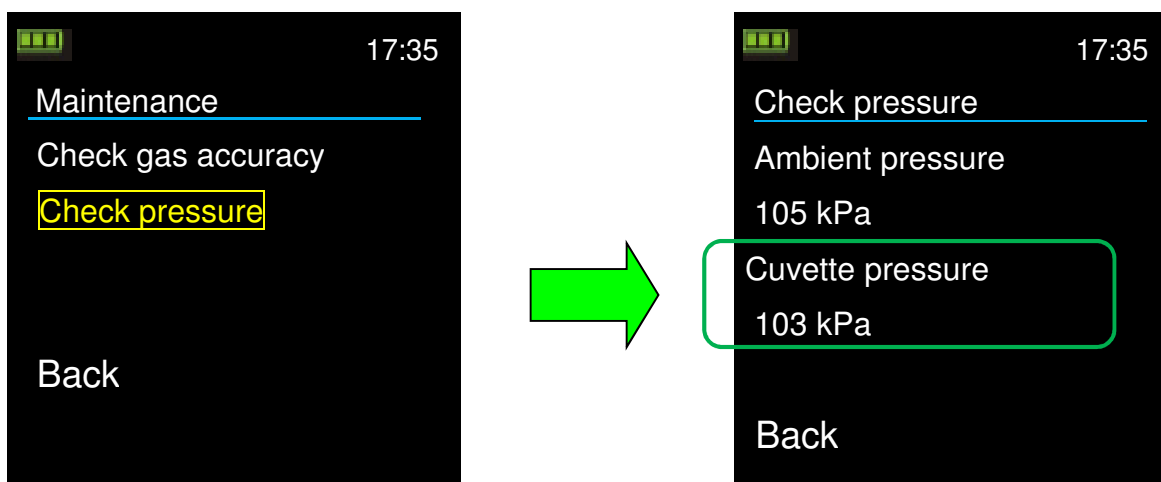 17:35
Maintenance
Check gas accuracy
Check pressure
Back
17:35
Check pressure
Ambient pressure
105 kPa
Cuvette pressure
103 kPa
Back